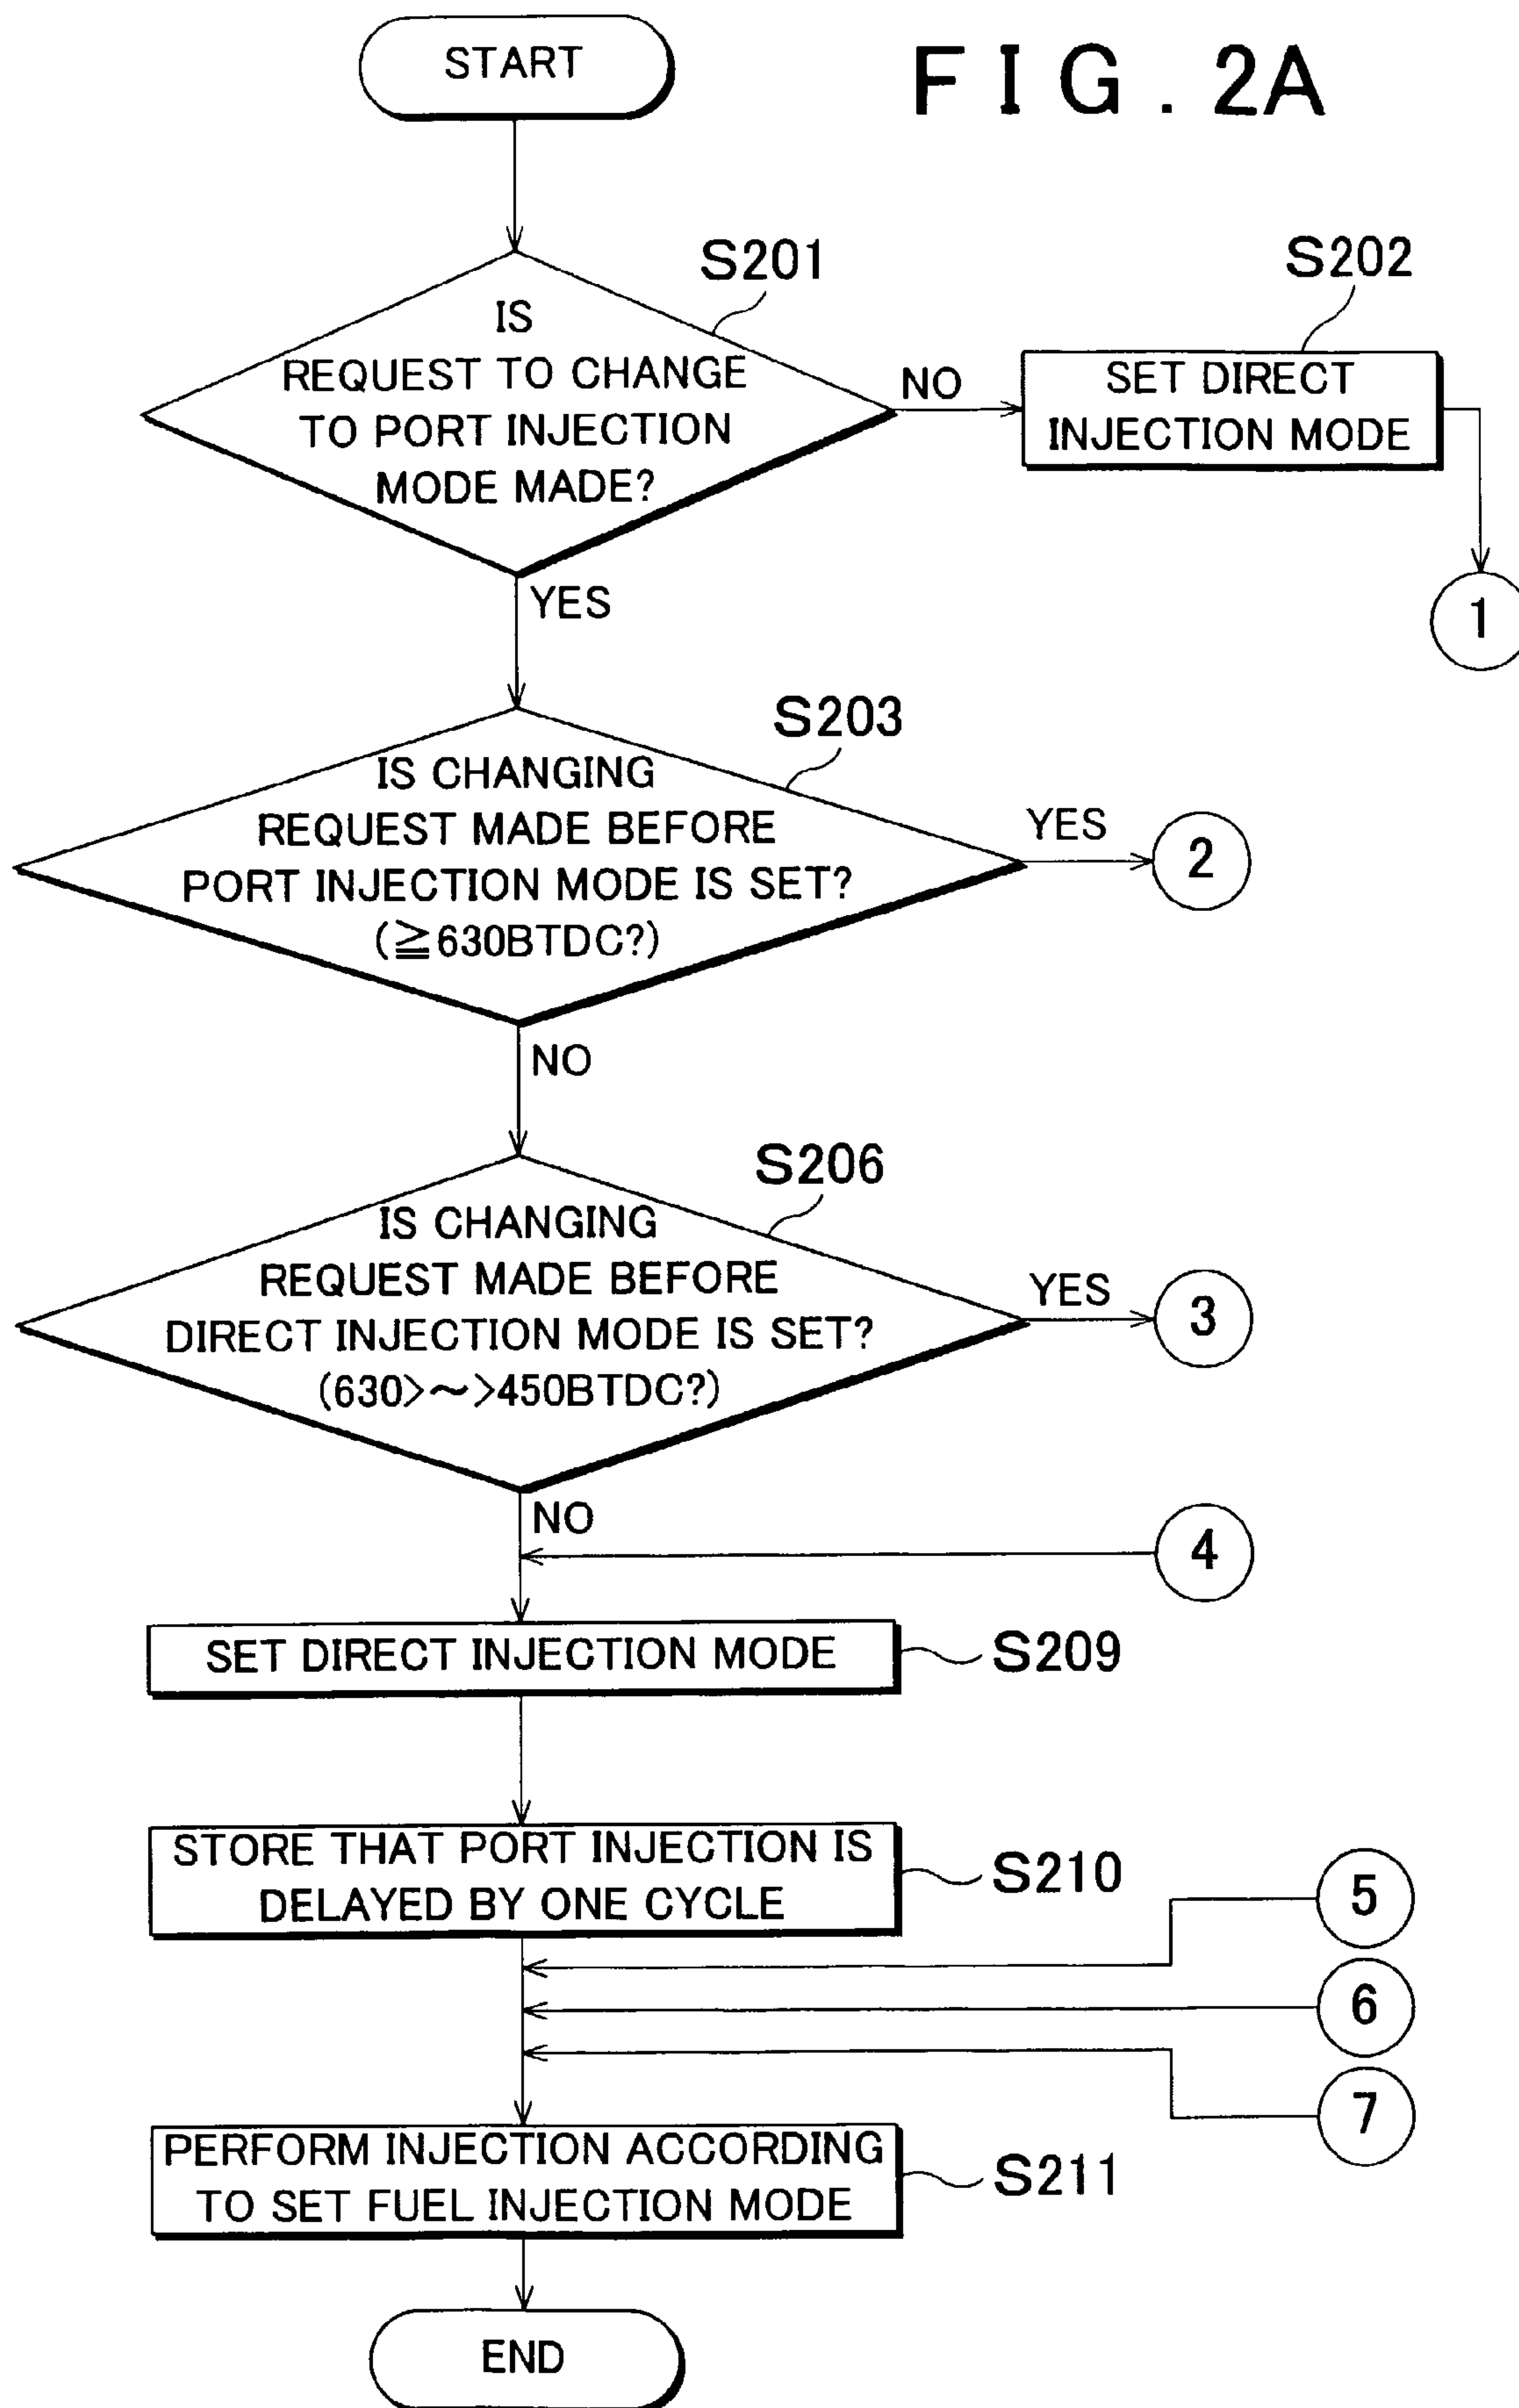 START
FIG. 2A
S201
IS
REQUEST TO CHANGE
TO PORT INJECTION
MODE MADE?
NO
S202
SET DIRECT
INJECTION MODE
1
YES
S203
IS CHANGING
REQUEST MADE BEFORE
PORT INJECTION MODE IS SET?
(≧630BTDC?)
YES
2
NO
S206
IS CHANGING
REQUEST MADE BEFORE
DIRECT INJECTION MODE IS SET?
(630>~>450BTDC?)
YES
3
NO
4
SET DIRECT INJECTION MODE
S209
STORE THAT PORT INJECTION IS
DELAYED BY ONE CYCLE
S210
5
6
7
PERFORM INJECTION ACCORDING
TO SET FUEL INJECTION MODE
S211
END